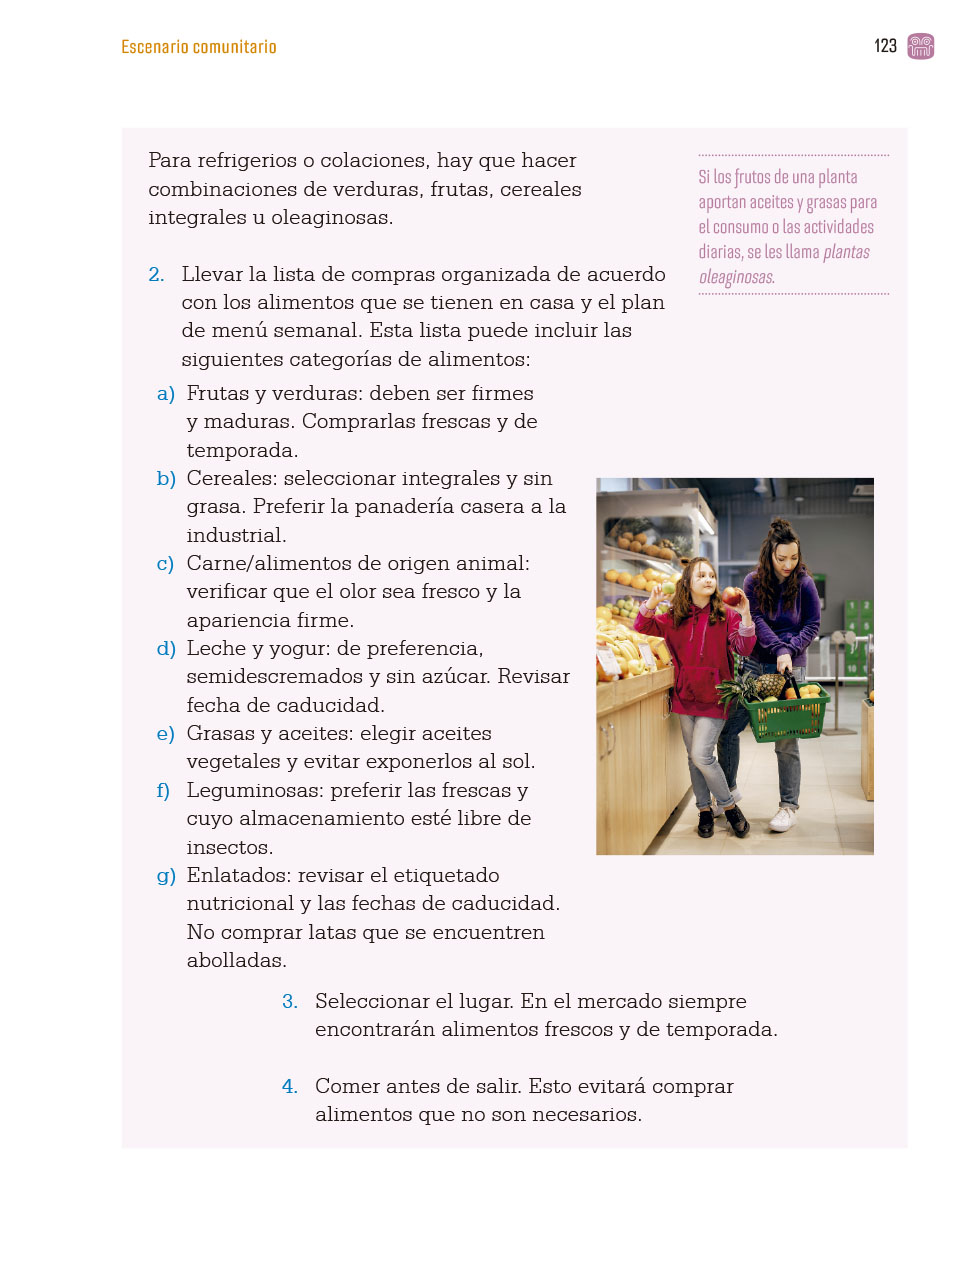 Escenario comunitario
123
Para refrigerios o colaciones, hay que hacer
combinaciones de verduras, frutas, cereales
integrales u oleaginosas.
Si los frutos de una planta
aportan aceites y grasas para
el consumo o las actividades
diarias, se les llama plantas
oleaginosas.
2. Llevar la lista de compras organizada de acuerdo
con los alimentos que se tienen en casa y el plan
de menú semanal. Esta lista puede incluir las
siguientes categorías de alimentos:
a) Frutas y verduras: deben ser firmes
y maduras. Comprarlas frescas y de
temporada.
b) Cereales: seleccionar integrales y sin
grasa. Preferir la panadería casera a la
industrial.
c) Carne/alimentos de origen animal:
verificar que el olor sea fresco y la
apariencia firme.
d) Leche y yogur: de preferencia,
semidescremados y sin azúcar. Revisar
fecha de caducidad.
e) Grasas y aceites: elegir aceites
vegetales y evitar exponerlos al sol.
f) Leguminosas: preferir las frescas y
cuyo almacenamiento esté libre de
insectos.
g) Enlatados: revisar el etiquetado
nutricional y las fechas de caducidad.
No comprar latas que se encuentren
abolladas.
3. Seleccionar el lugar. En el mercado siempre
encontrarán alimentos frescos y de temporada.
4. Comer antes de salir. Esto evitará comprar
alimentos que no son necesarios.